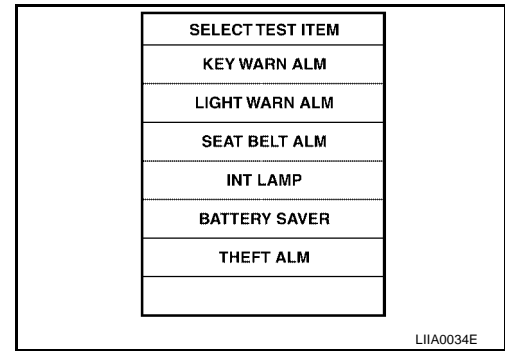 SELECT TEST ITEM
KEY WARN ALM
LIGHT WARN ALM
SEAT BELT ALM
INT LAMP
BATTERY SAVER
THEFT ALM
LIIA0034E